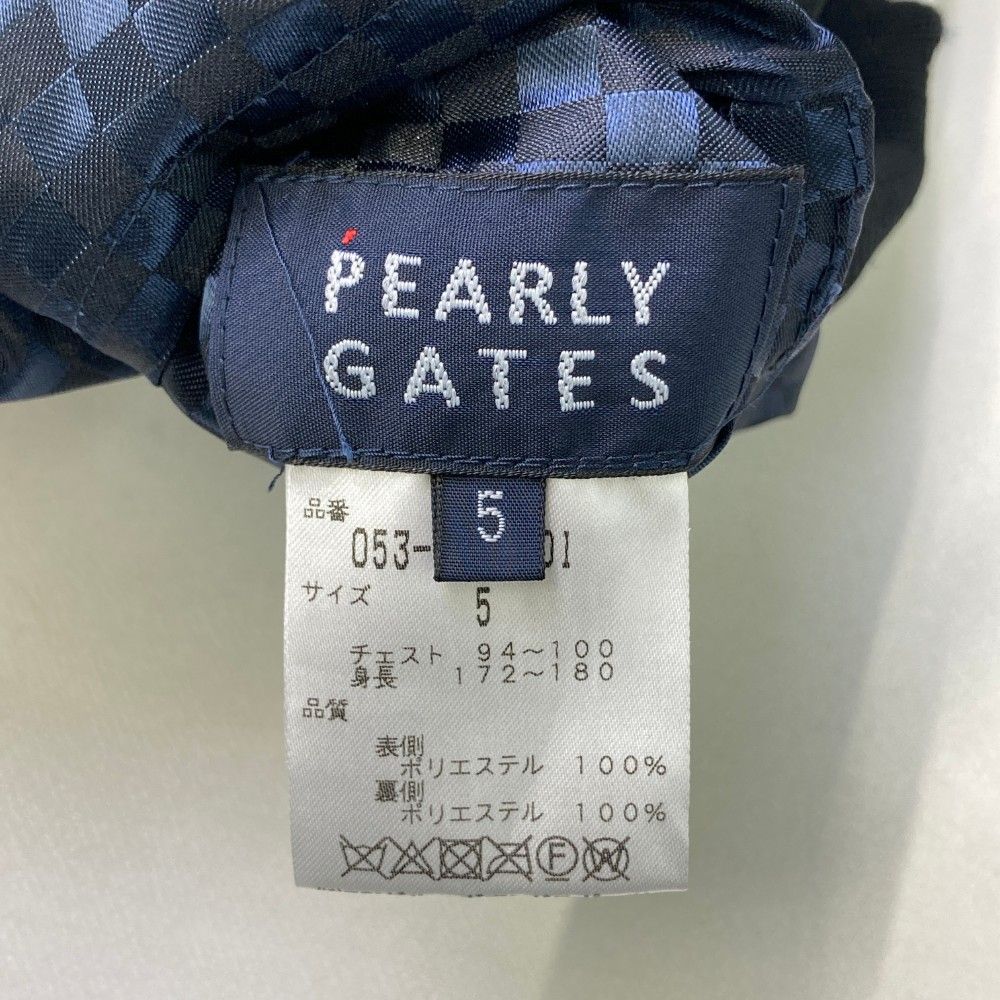 PEARLY
GATES
5
品番
053-
01
サイズ
5
チェスト 94～100
身長 172～180
品質
表側
ポリエステル 100%
裏側
ポリエステル 100%
F W